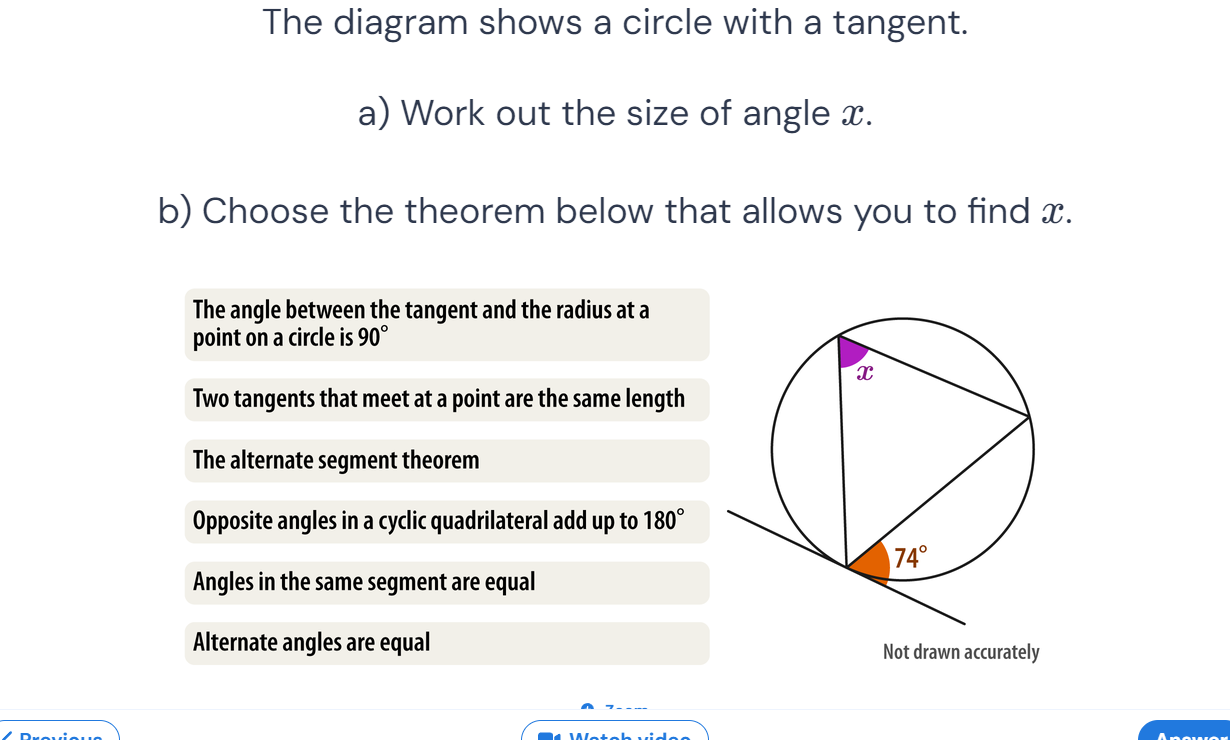 The diagram shows a circle with a tangent.
a) Work out the size of angle x.
b) Choose the theorem below that allows you to find x.
The angle between the tangent and the radius at a
point on a circle is 90°
Two tangents that meet at a point are the same length
The alternate segment theorem
Opposite angles in a cyclic quadrilateral add up to 180°
Angles in the same segment are equal
Alternate angles are equal
x
74°
Not drawn accurately
Zoom
< Previous
Watch video
Answer